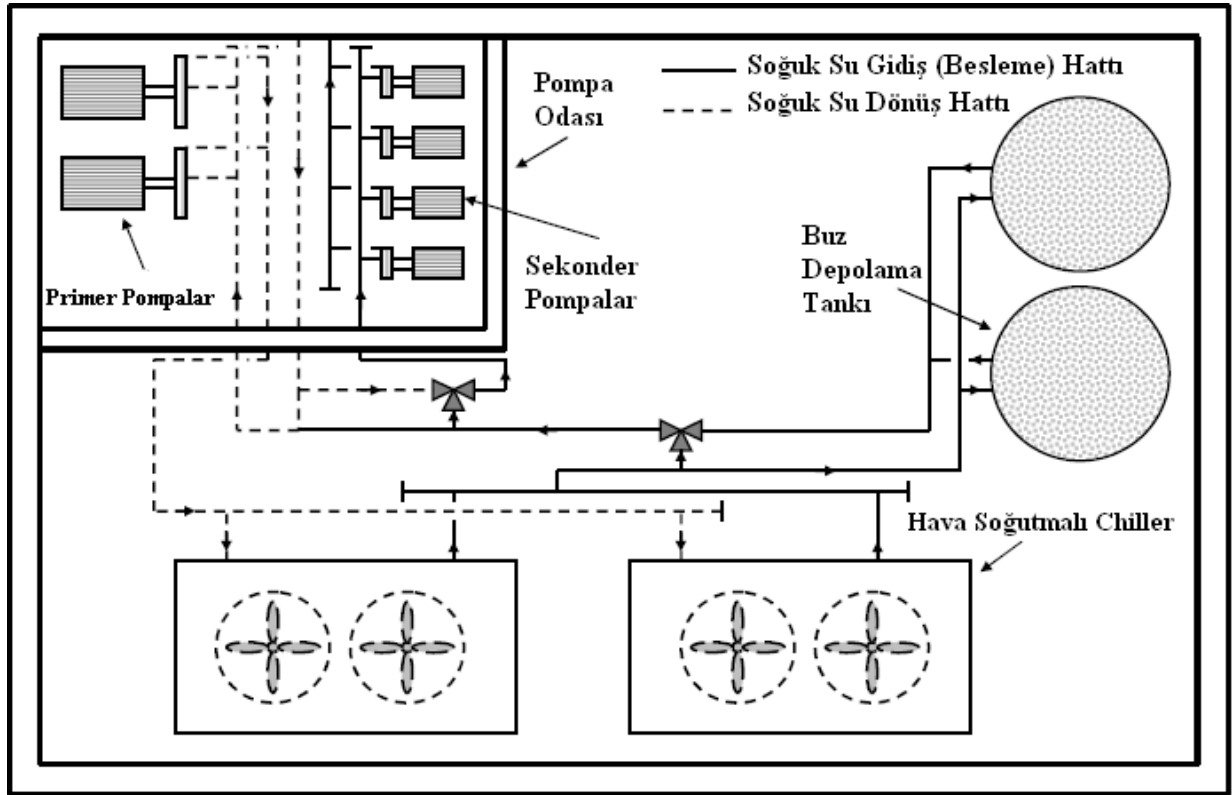 Soğuk Su Gidiş (Besleme) Hattı
Soğuk Su Dönüş Hattı
Pompa
Odası
Buz
Depolama
Tankı
Sekonder
Pompalar
Primer Pompalar
Hava Soğutmalı Chiller